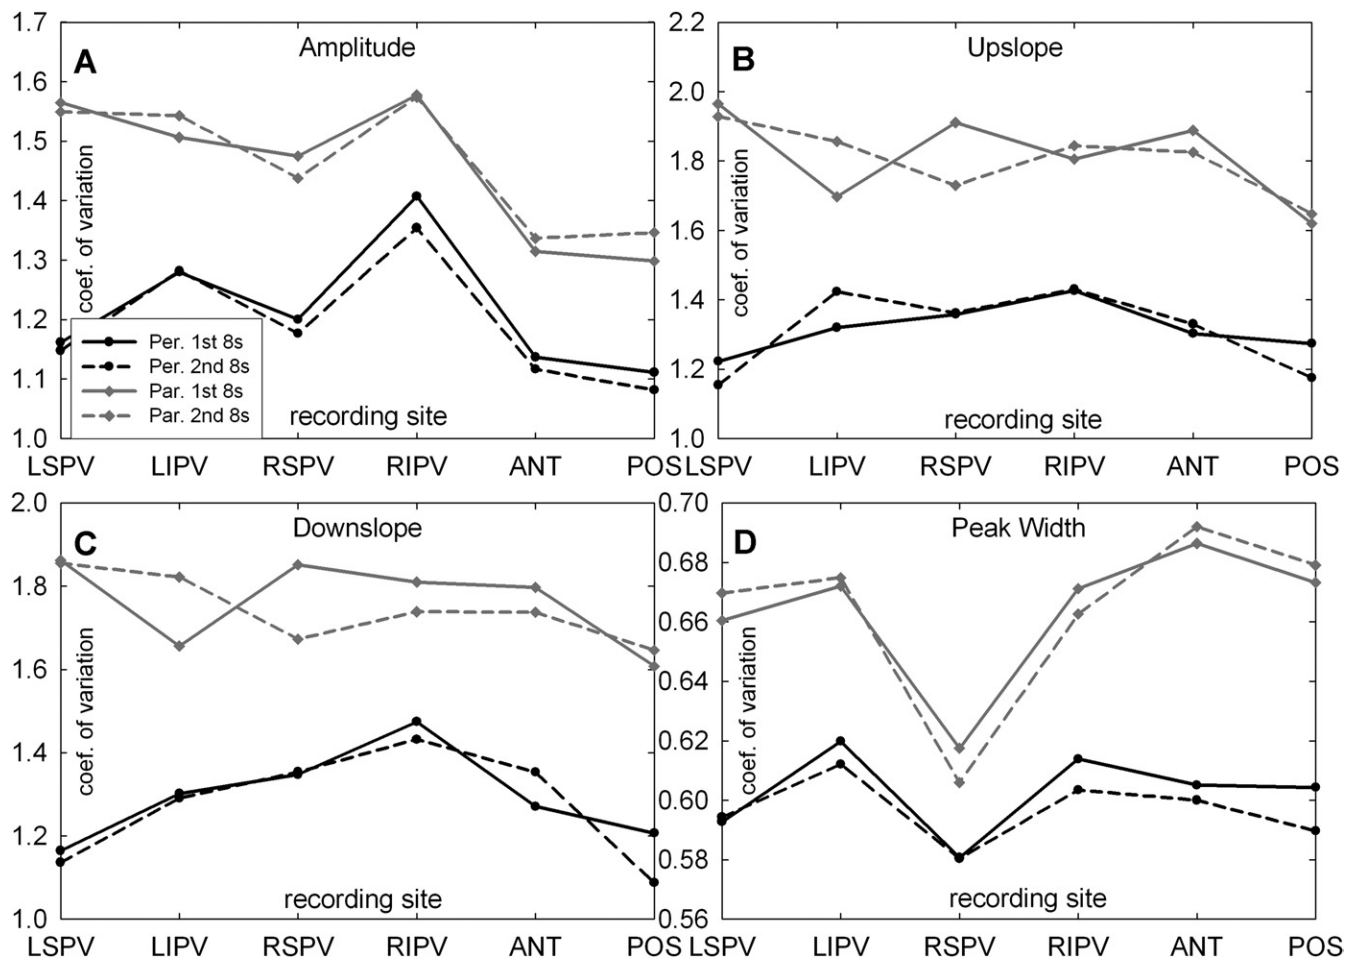 A
Amplitude
1.7
1.6
1.5
1.4
1.3
1.2
1.1
1.0
coef. of variation
Per. 1st 8s
Per. 2nd 8s
Par. 1st 8s
Par. 2nd 8s
recording site
LSPV LIPV RSPV RIPV ANT POS
B
Upslope
2.2
2.0
1.8
1.6
1.4
1.2
1.0
coef. of variation
recording site
LSPV LIPV RSPV RIPV ANT POS
C
Downslope
2.0
1.8
1.6
1.4
1.2
1.0
coef. of variation
recording site
LSPV LIPV RSPV RIPV ANT POS
D
Peak Width
0.70
0.68
0.66
0.64
0.62
0.60
0.58
0.56
coef. of variation
recording site
LSPV LIPV RSPV RIPV ANT POS